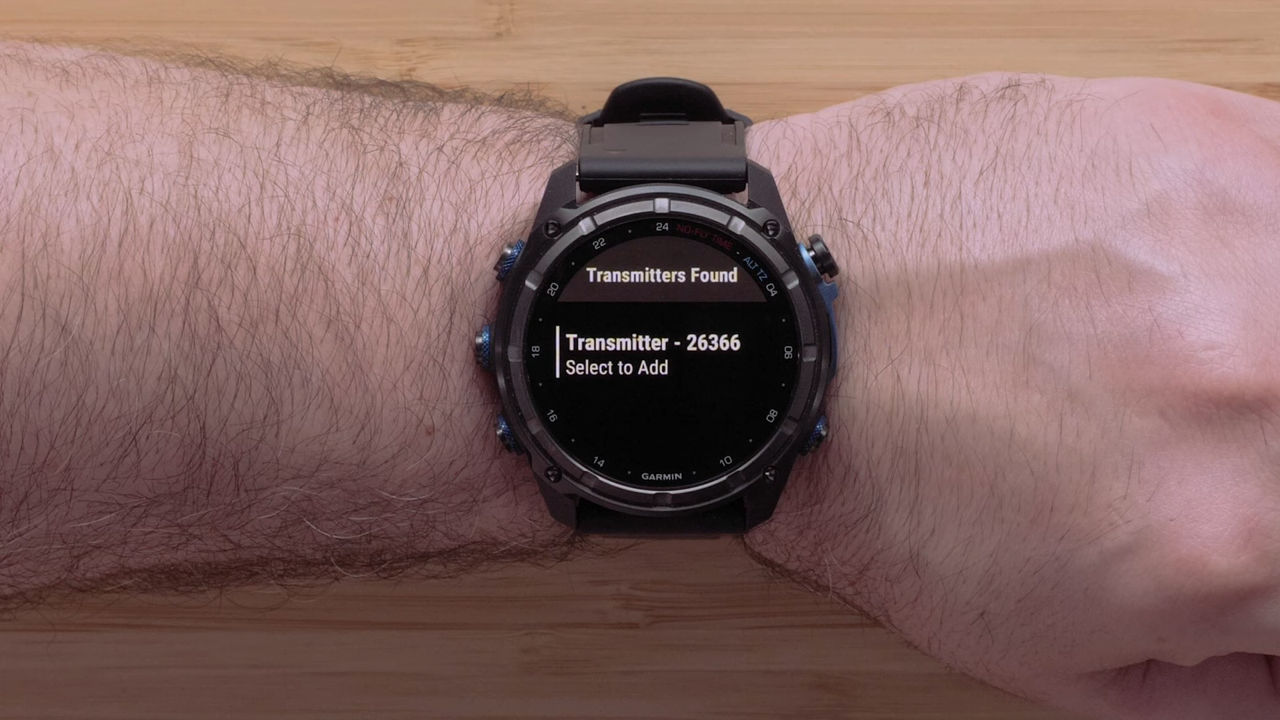 24
NO-FLY TIME
ALT TZ
22
04
20
Transmitters Found
Transmitter - 26366
Select to Add
18
06
16
08
14
10
GARMIN